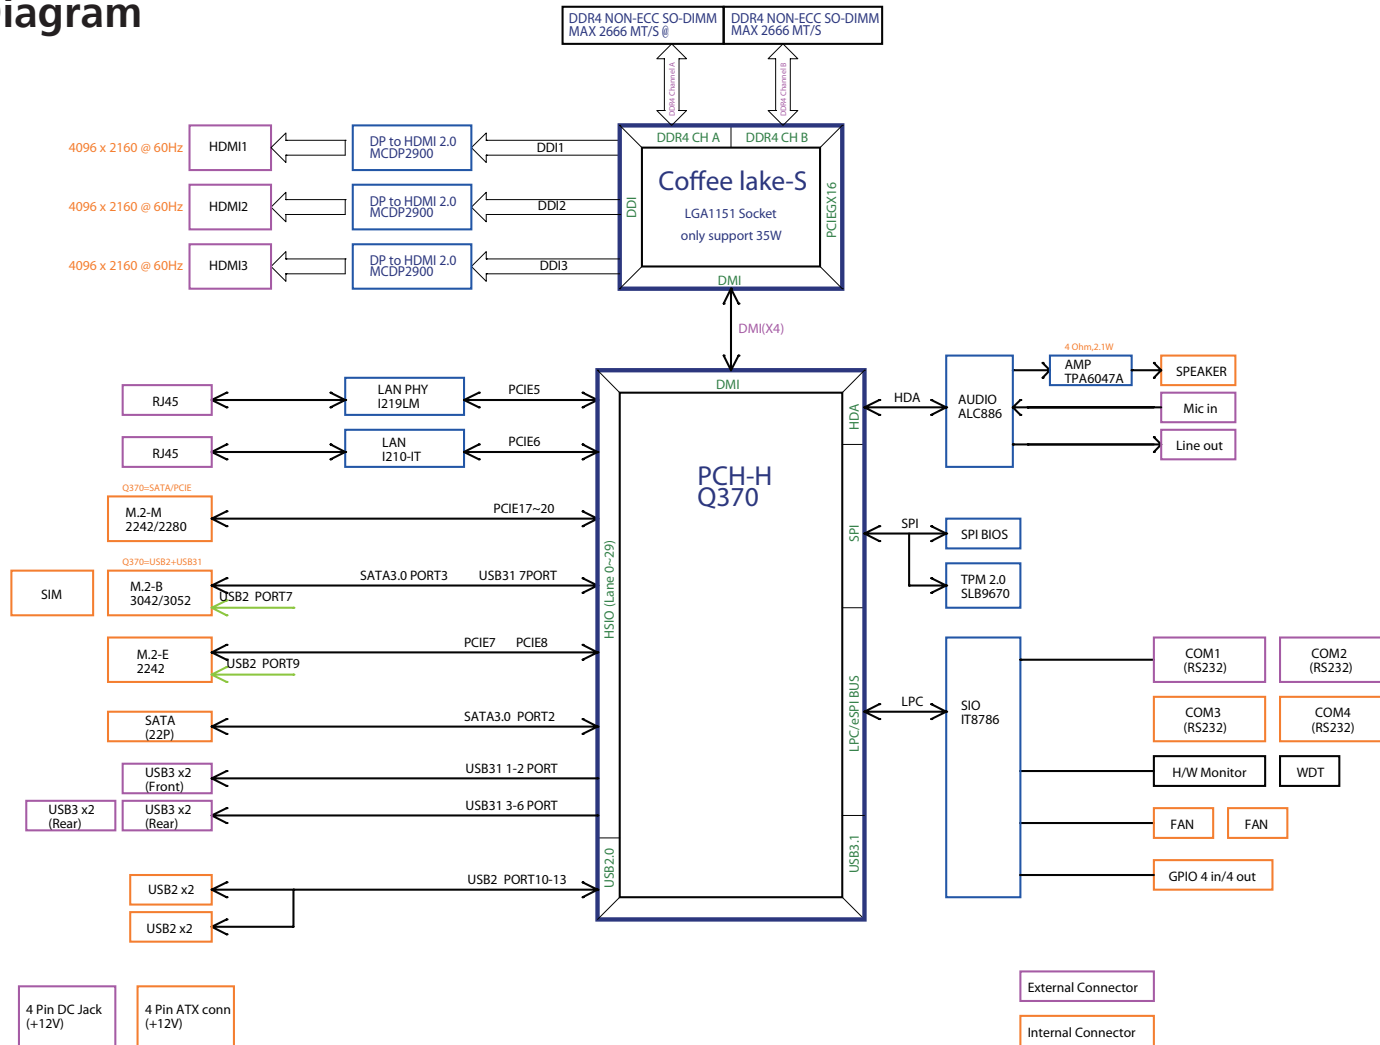 Diagram
DDR4 NON-ECC SO-DIMM
MAX 2666 MT/S @
DDR4 NON-ECC SO-DIMM
MAX 2666 MT/S
DDR4 Channel A
DDR4 Channel B
4096 x 2160 @ 60Hz
HDMI1
DP to HDMI 2.0
MCDP2900
DDI1
4096 x 2160 @ 60Hz
HDMI2
DP to HDMI 2.0
MCDP2900
DDI2
4096 x 2160 @ 60Hz
HDMI3
DP to HDMI 2.0
MCDP2900
DDI3
DDR4 CH A
DDR4 CH B
DDI
Coffee lake-S
LGA1151 Socket
only support 35W
PCIEGX16
DMI
DMI(X4)
DMI
PCH-H
Q370
HSIO (Lane 0~29)
USB2.0
HDA
SPI
LPC/eSPI BUS
USB3.1
RJ45
LAN PHY
I219LM
PCIE5
RJ45
LAN
I210-IT
PCIE6
Q370=SATA/PCIE
M.2-M
2242/2280
PCIE17~20
Q370=USB2+USB31
SIM
M.2-B
3042/3052
SATA3.0 PORT3
USB31 7PORT
USB2 PORT7
M.2-E
2242
PCIE7
PCIE8
USB2 PORT9
SATA
(22P)
SATA3.0 PORT2
USB3 x2
(Front)
USB31 1-2 PORT
USB3 x2
(Rear)
USB3 x2
(Rear)
USB31 3-6 PORT
USB2 x2
USB2 PORT10-13
USB2 x2
HDA
AUDIO
ALC886
4 Ohm,2.1W
AMP
TPA6047A
SPEAKER
Mic in
Line out
SPI
SPI BIOS
TPM 2.0
SLB9670
LPC
SIO
IT8786
COM1
(RS232)
COM2
(RS232)
COM3
(RS232)
COM4
(RS232)
H/W Monitor
WDT
FAN
FAN
GPIO 4 in/4 out
4 Pin DC Jack
(+12V)
4 Pin ATX conn
(+12V)
External Connector
Internal Connector